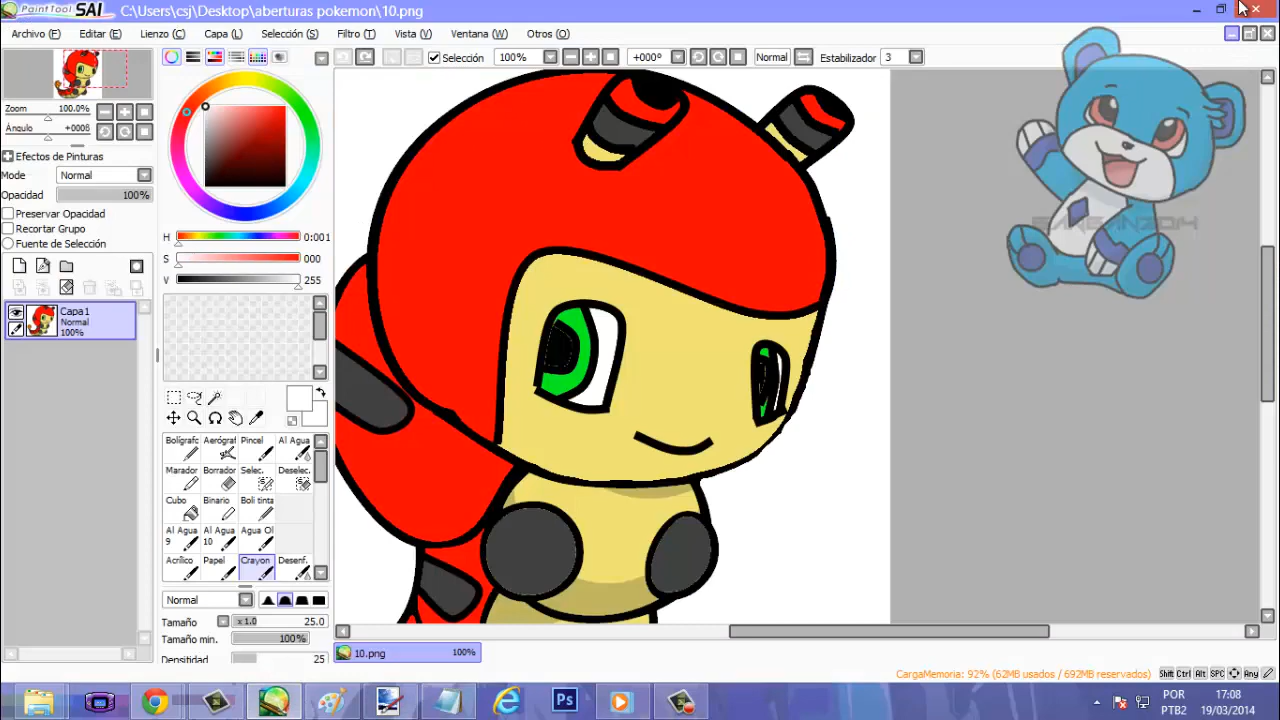 PaintTool SAI C:\Users\csj\Desktop\aberturas pokemon\10.png
Archivo (F) Editar (E) Lienzo (C) Capa (L) Selección (S) Filtro (T) Vista (V) Ventana (W) Otros (O)
Selección 100% +000° Normal Estabilizador 3
Zoom 100.0%
Ángulo +000ß
Efectos de Pinturas
Mode Normal
Opacidad 100%
Preservar Opacidad
Recortar Grupo
Fuente de Selección
Capa1
Normal
100%
H 0:001
S 000
V 255
Bolígrafo Aerógraf Pincel Al Agua
Marador Borrador Selec. Deselec.
Cubo Binario Boli tinta
Al Agua 9 Al Agua 10 Agua Ol
Acrílico Papel Crayon Desenf.
Normal
Tamaño x 1.0 25.0
Tamaño min. 100%
Densitidad 25
10.png 100%
CargaMemoria: 92% (62MB usados / 692MB reservados) Shift Ctrl Alt SPC Any
Ps
POR
PTB2
17:08
19/03/2014